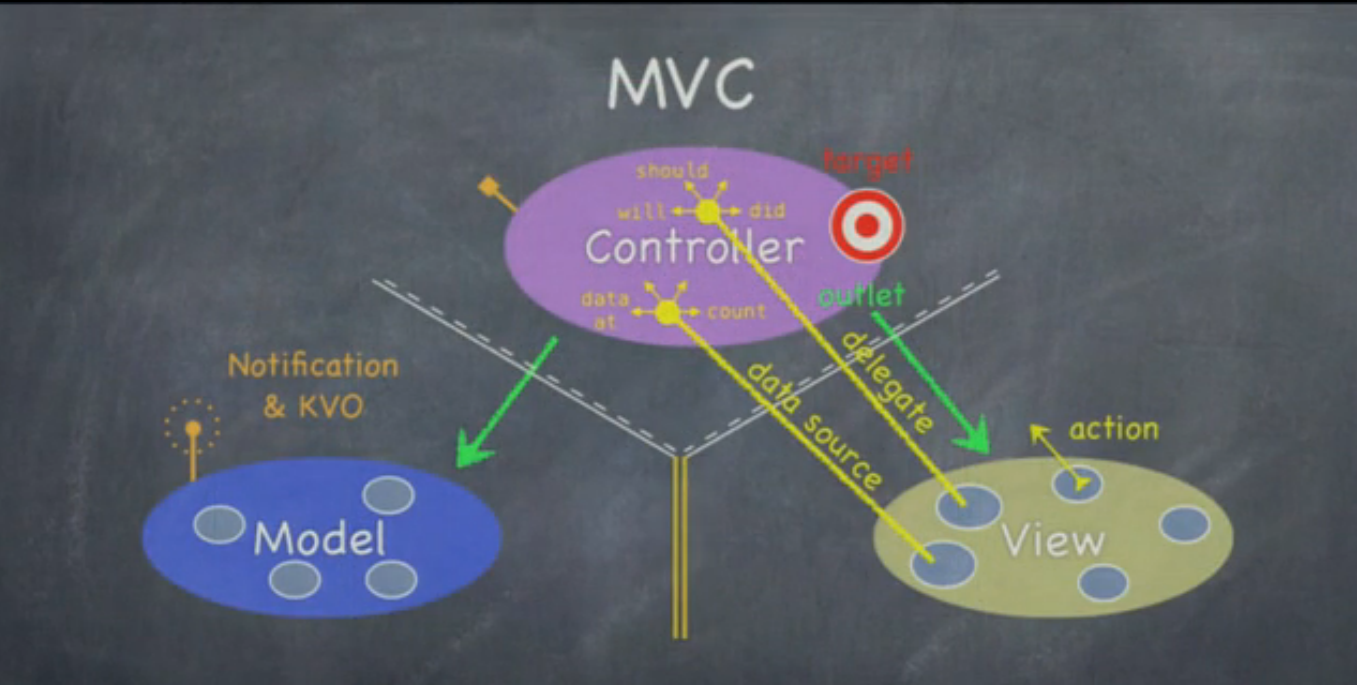 MVC
target
should
will
did
Controller
outlet
data
at
count
Notification
& KVO
delegate
data source
action
Model
View